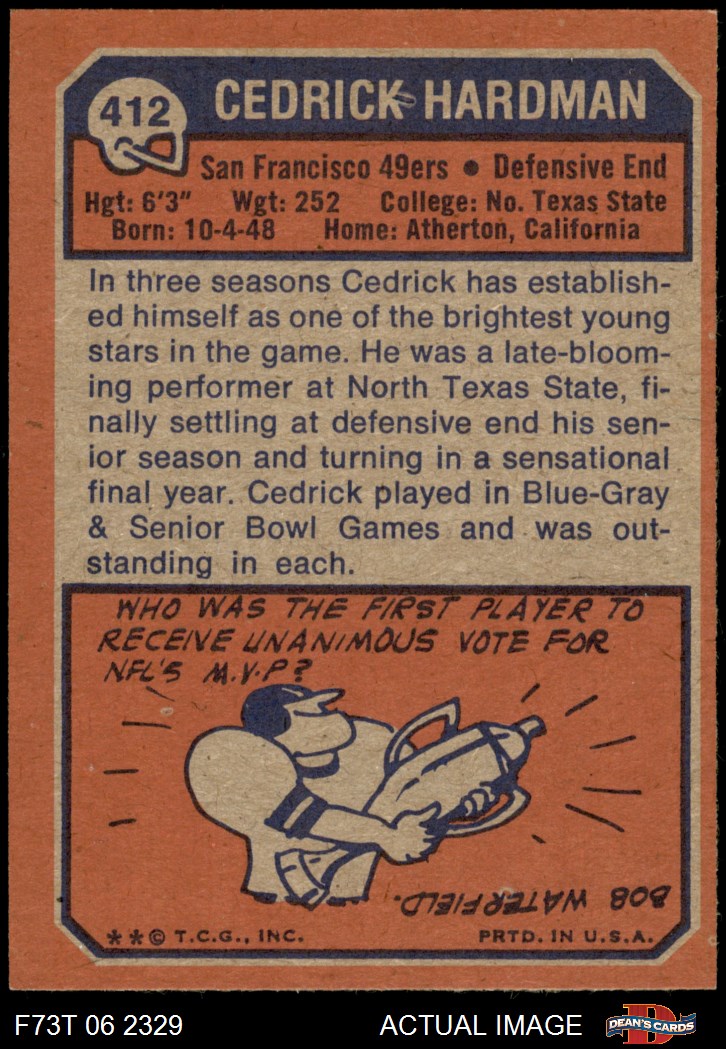 412
CEDRICK HARDMAN
San Francisco 49ers • Defensive End
Hgt: 6'3" Wgt: 252 College: No. Texas State
Born: 10-4-48 Home: Atherton, California
In three seasons Cedrick has establish-
ed himself as one of the brightest young
stars in the game. He was a late-bloom-
ing performer at North Texas State, fi-
nally settling at defensive end his sen-
ior season and turning in a sensational
final year. Cedrick played in Blue-Gray
& Senior Bowl Games and was out-
standing in each.
WHO WAS THE FIRST PLAYER TO
RECEIVE UNANIMOUS VOTE FOR
NFL'S M.V.P?
BOB WATERFIELD.
**© T.C.G., INC. PRTD. IN U.S.A.
F73T 06 2329 ACTUAL IMAGE
D
DEAN'S CARDS